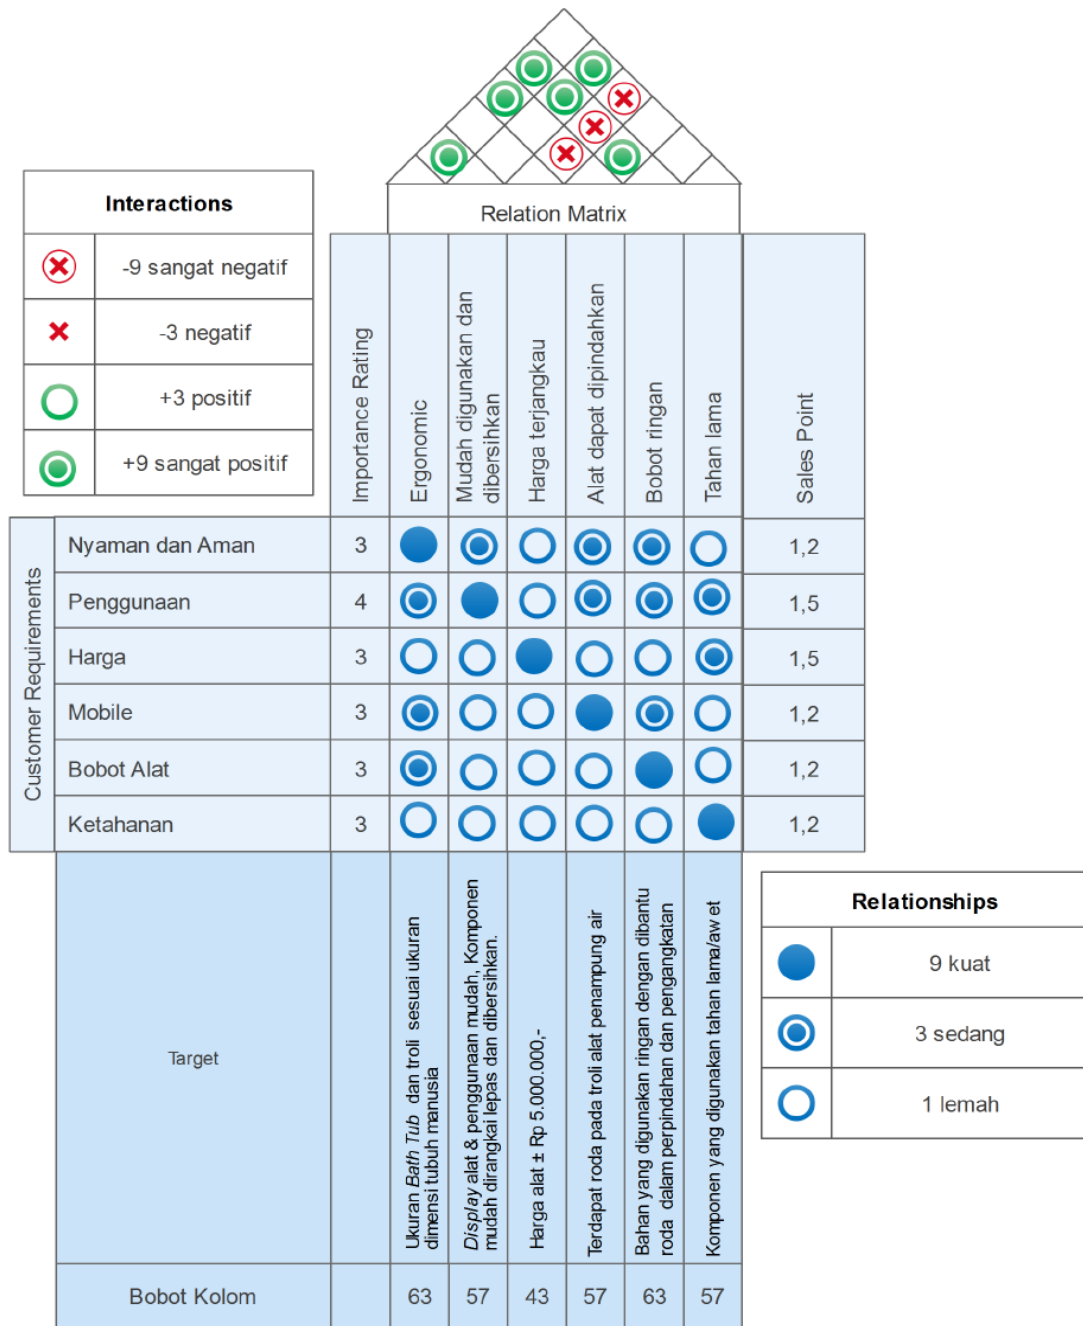 Relation Matrix
Interactions
-9 sangat negatif
-3 negatif
+3 positif
+9 sangat positif
Importance Rating
Ergonomic
Mudah digunakan dan
dibersihkan
Harga terjangkau
Alat dapat dipindahkan
Bobot ringan
Tahan lama
Sales Point
Customer Requirements
Nyaman dan Aman 3 1,2
Penggunaan 4 1,5
Harga 3 1,5
Mobile 3 1,2
Bobot Alat 3 1,2
Ketahanan 3 1,2
Target
Ukuran Bath Tub dan troli sesuai ukuran
dimensi tubuh manusia
Display alat & penggunaan mudah, Komponen
mudah dirangkai lepas dan dibersihkan.
Harga alat ± Rp 5.000.000,-
Terdapat roda pada troli alat penampung air
Bahan yang digunakan ringan dengan dibantu
roda dalam perpindahan dan pengangkatan
Komponen yang digunakan tahan lama/aw et
Relationships
9 kuat
3 sedang
1 lemah
Bobot Kolom 63 57 43 57 63 57